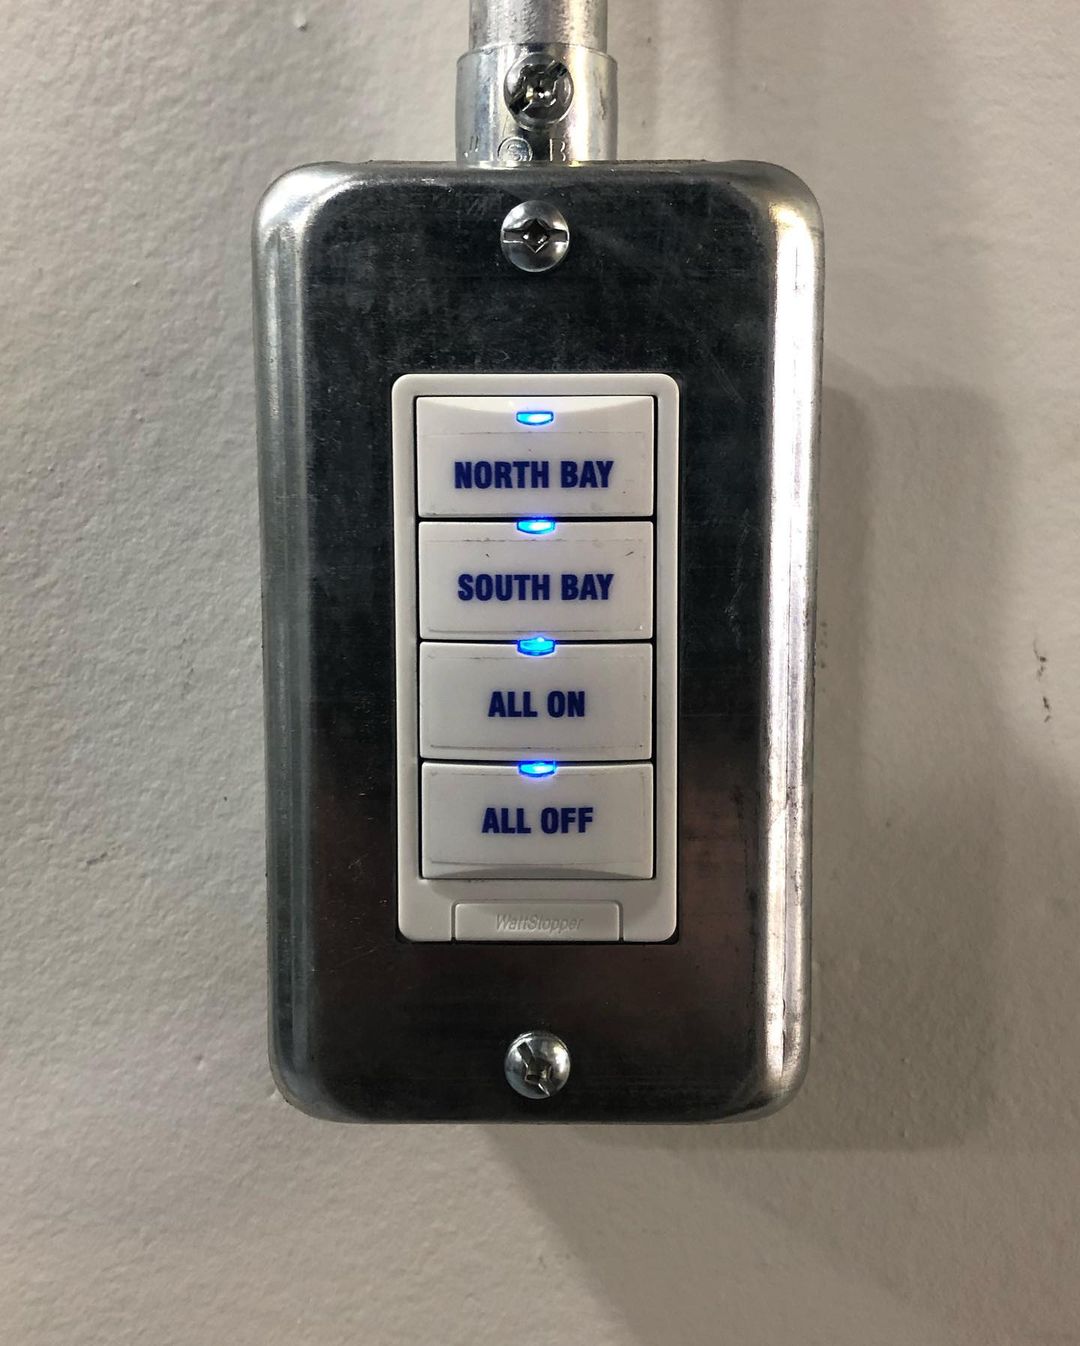 NORTH BAY
SOUTH BAY
ALL ON
ALL OFF
WattStopper